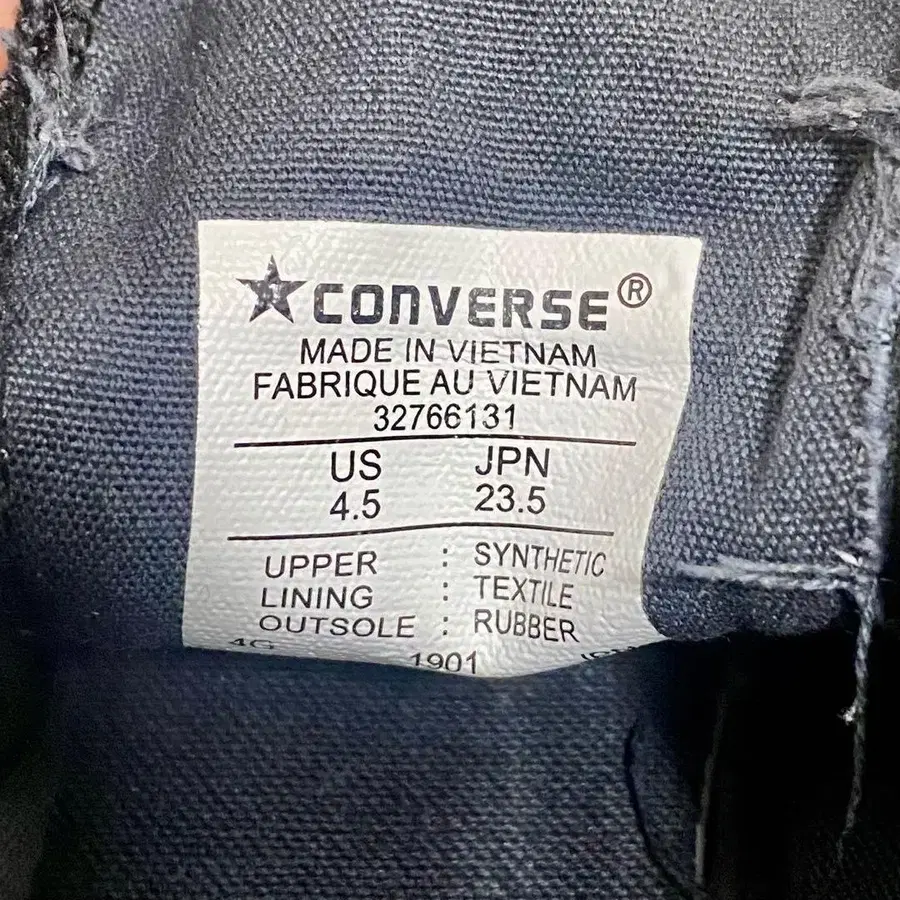 CONVERSE®
MADE IN VIETNAM
FABRIQUE AU VIETNAM
32766131
US JPN
4.5 23.5
UPPER : SYNTHETIC
LINING : TEXTILE
OUTSOLE : RUBBER
4G 1901